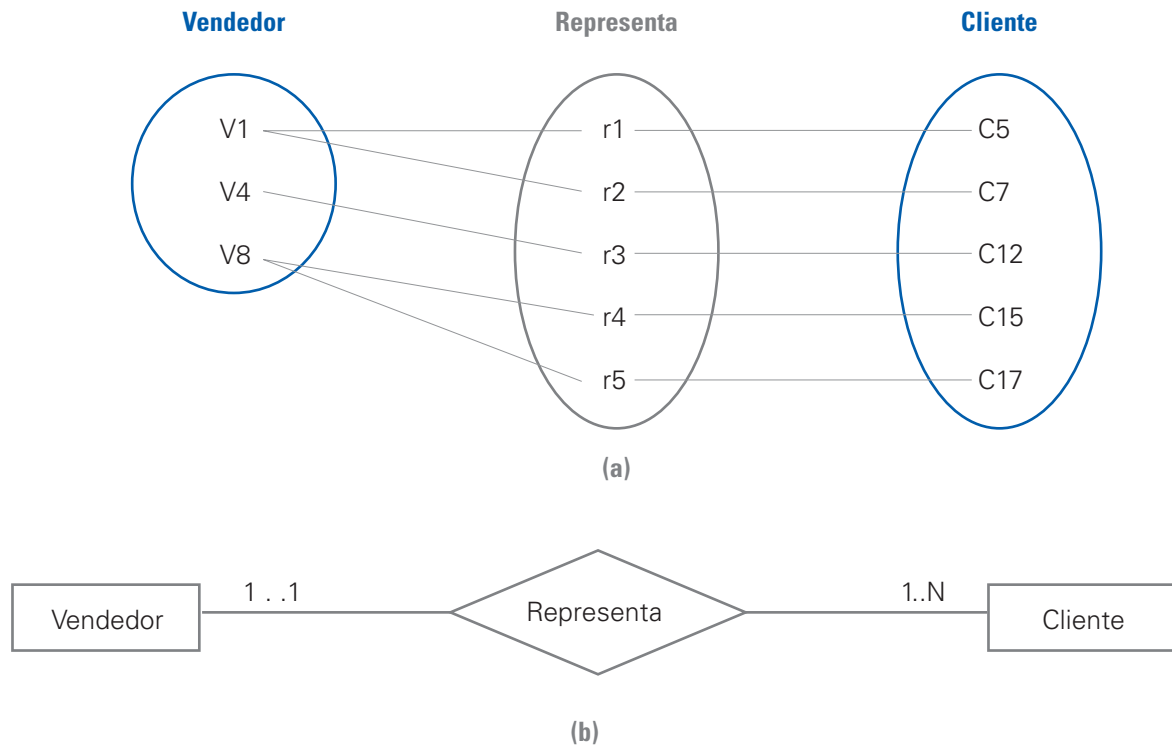 Vendedor Representa Cliente
V1 r1 C5
V4 r2 C7
V8 r3 C12
r4 C15
r5 C17
(a)
1 . .1 1..N
Vendedor Representa Cliente
(b)